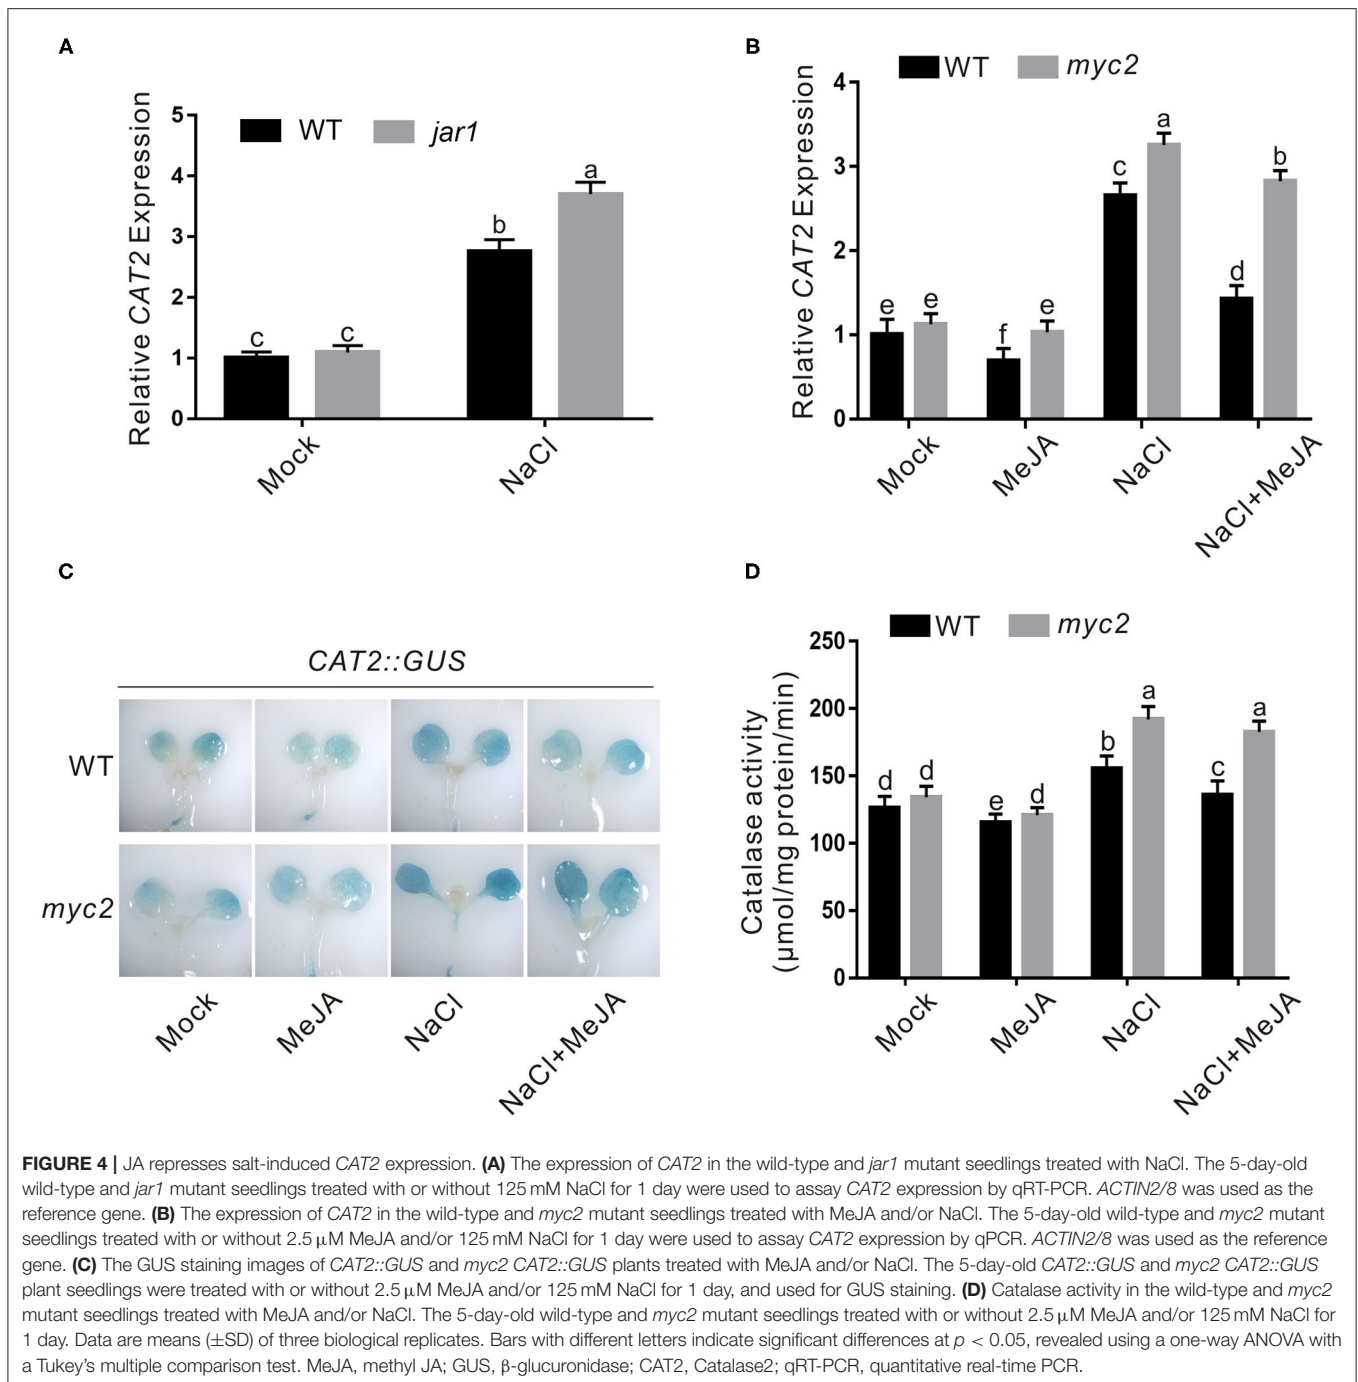 A
Relative CAT2 Expression
5
4
3
2
1
0
WT jar1
c c b a
Mock NaCl
B
Relative CAT2 Expression
4
3
2
1
0
WT myc2
e e f e c a d b
Mock MeJA NaCl NaCl+MeJA
C
CAT2::GUS
WT
myc2
Mock MeJA NaCl NaCl+MeJA
D
Catalase activity
(μmol/mg protein/min)
250
200
150
100
50
0
WT myc2
d d e d b a c a
Mock MeJA NaCl NaCl+MeJA
FIGURE 4 | JA represses salt-induced CAT2 expression. (A) The expression of CAT2 in the wild-type and jar1 mutant seedlings treated with NaCl. The 5-day-old
wild-type and jar1 mutant seedlings treated with or without 125 mM NaCl for 1 day were used to assay CAT2 expression by qRT-PCR. ACTIN2/8 was used as the
reference gene. (B) The expression of CAT2 in the wild-type and myc2 mutant seedlings treated with MeJA and/or NaCl. The 5-day-old wild-type and myc2 mutant
seedlings treated with or without 2.5 μM MeJA and/or 125 mM NaCl for 1 day were used to assay CAT2 expression by qPCR. ACTIN2/8 was used as the reference
gene. (C) The GUS staining images of CAT2::GUS and myc2 CAT2::GUS plants treated with MeJA and/or NaCl. The 5-day-old CAT2::GUS and myc2 CAT2::GUS
plant seedlings were treated with or without 2.5 μM MeJA and/or 125 mM NaCl for 1 day, and used for GUS staining. (D) Catalase activity in the wild-type and myc2
mutant seedlings treated with MeJA and/or NaCl. The 5-day-old wild-type and myc2 mutant seedlings treated with or without 2.5 μM MeJA and/or 125 mM NaCl for
1 day. Data are means (±SD) of three biological replicates. Bars with different letters indicate significant differences at p < 0.05, revealed using a one-way ANOVA with
a Tukey's multiple comparison test. MeJA, methyl JA; GUS, β-glucuronidase; CAT2, Catalase2; qRT-PCR, quantitative real-time PCR.